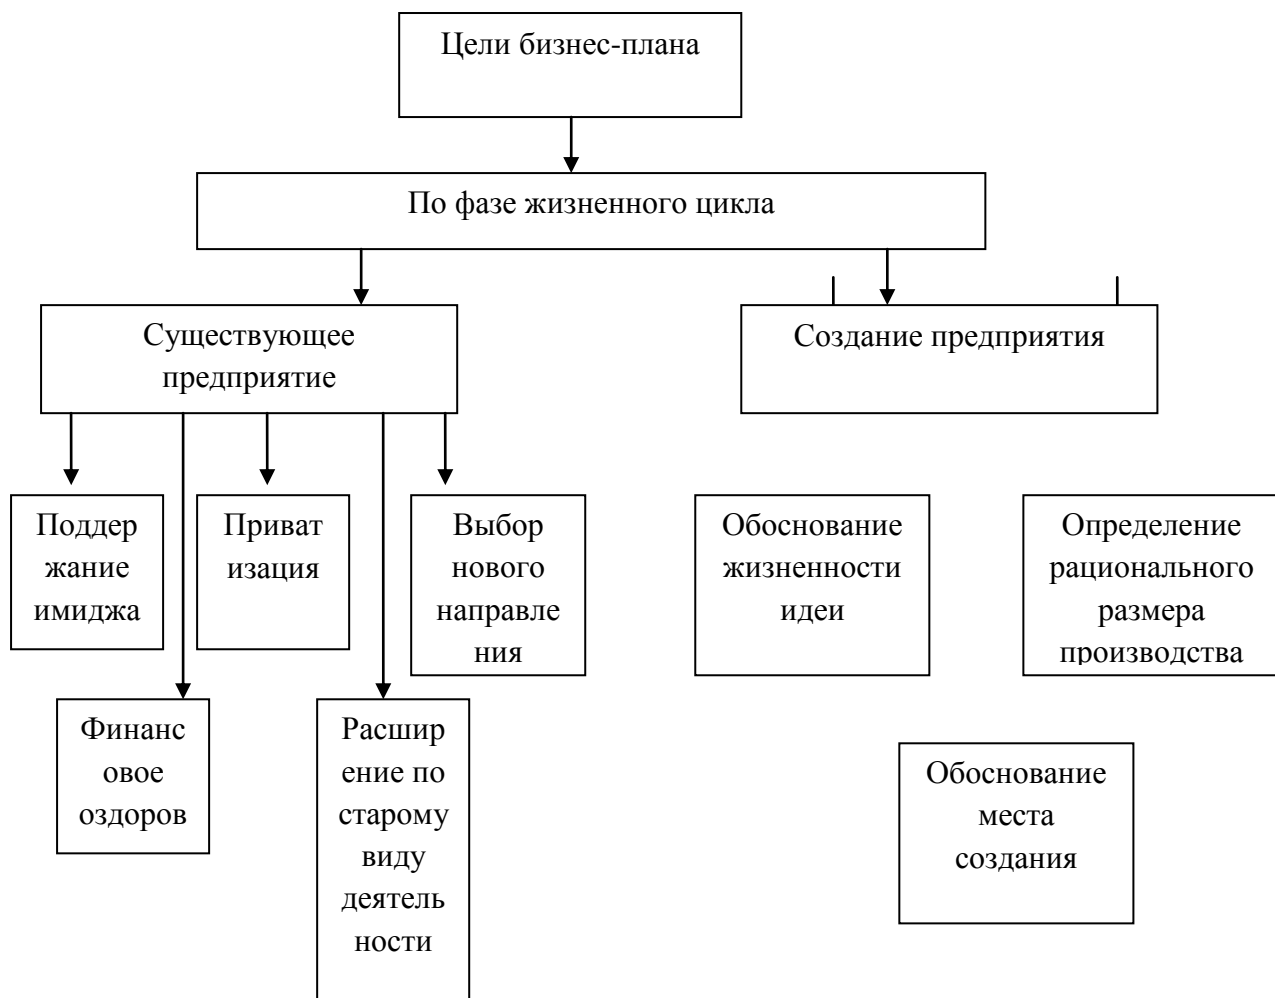 Цели бизнес-плана
По фазе жизненного цикла
Существующее
предприятие
Создание предприятия
Поддер
жание
имиджа
Приват
изация
Выбор
нового
направле
ния
Обоснование
жизненности
идеи
Определение
рационального
размера
производства
Финанс
овое
оздоров
Расшир
ение по
старому
виду
деятель
ности
Обоснование
места
создания